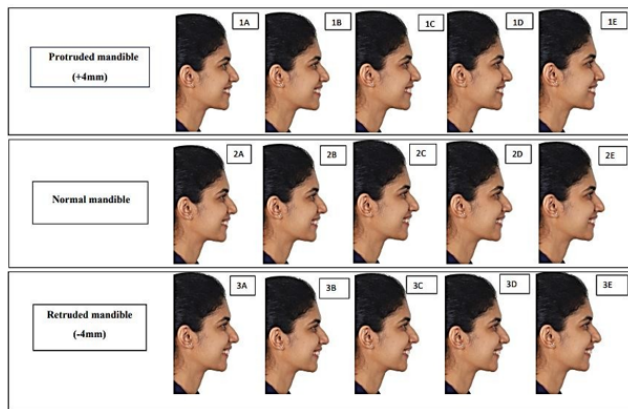 1A 1B 1C 1D 1E
Protruded mandible
(+4mm)
2A 2B 2C 2D 2E
Normal mandible
3A 3B 3C 3D 3E
Retruded mandible
(-4mm)